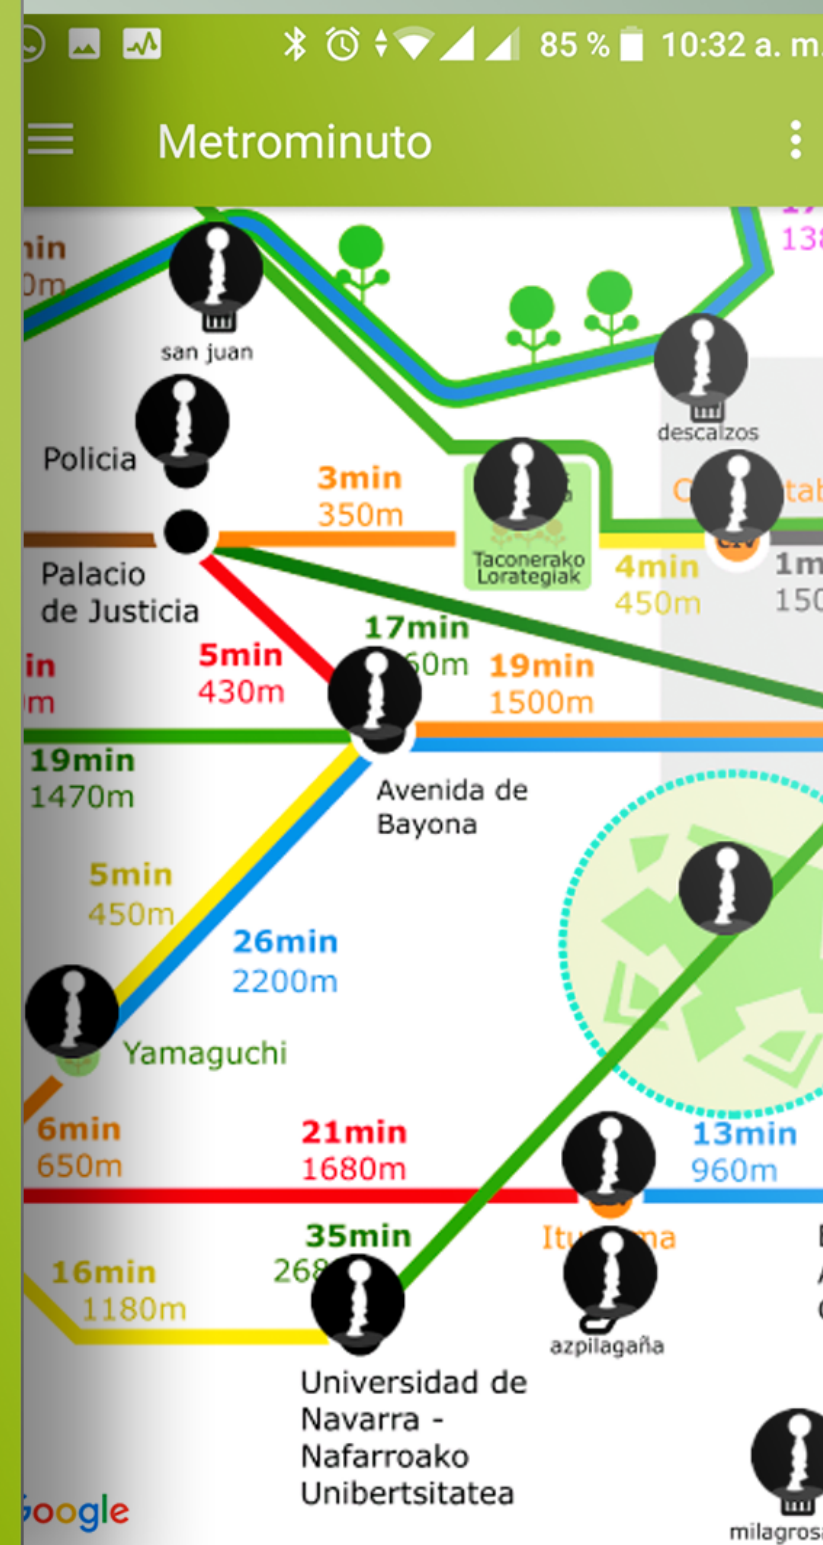 85 % 10:32 a. m.
Metrominuto
san juan
descalzos
Policia
3min
350m
Taconerako
Lorategiak
4min
450m
Palacio
de Justicia
17min
5min
430m
19min
1500m
19min
1470m
Avenida de
Bayona
5min
450m
26min
2200m
Yamaguchi
6min
650m
21min
1680m
13min
960m
35min
16min
1180m
azpilagaña
Universidad de
Navarra -
Nafarroako
Unibertsitatea
Google
milagrosa